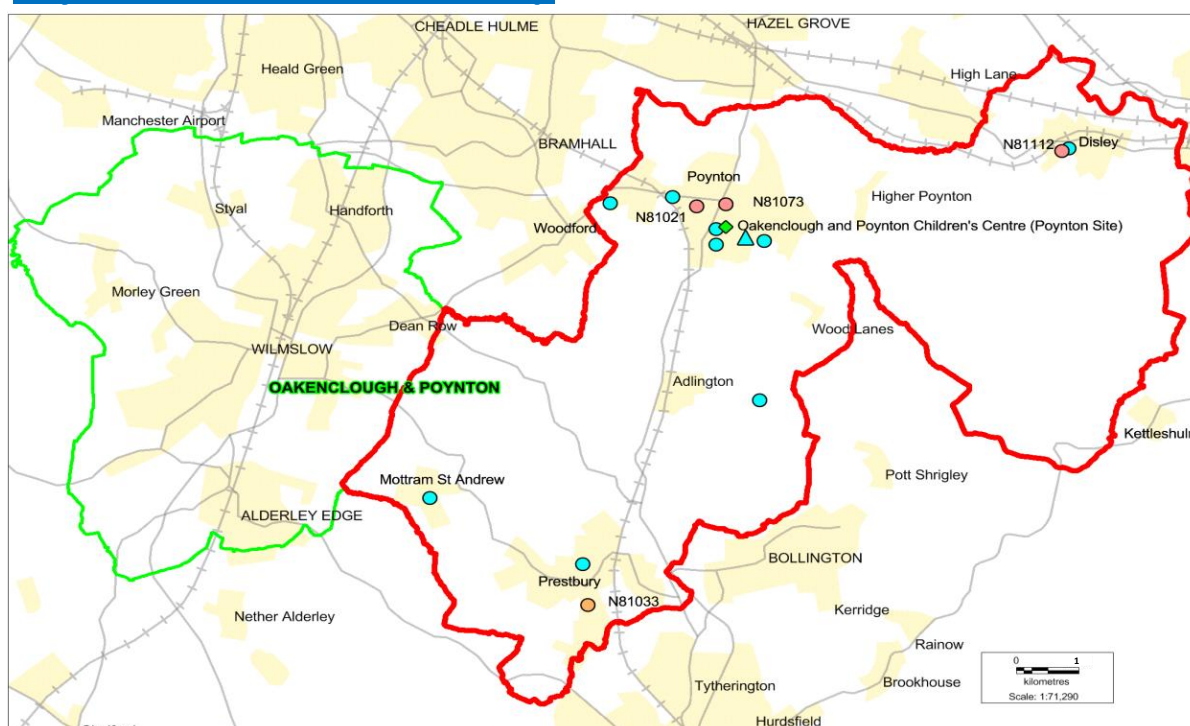 CHEADLE HULME
HAZEL GROVE
Heald Green
High Lane
Manchester Airport
BRAMHALL
N81112
Disley
Poynton
Styal
Handforth
Higher Poynton
N81021
N81073
Woodford
Oakenclough and Poynton Children's Centre (Poynton Site)
Morley Green
Dean Row
Wood Lanes
WILMSLOW
OAKENCLOUGH & POYNTON
Adlington
Kettleshulm
Mottram St Andrew
Pott Shrigley
ALDERLEY EDGE
BOLLINGTON
Prestbury
N81033
Nether Alderley
Kerridge
Rainow
0 1
kilometres
Scale: 1:71,290
Brookhouse
Tytherington
Hurdsfield